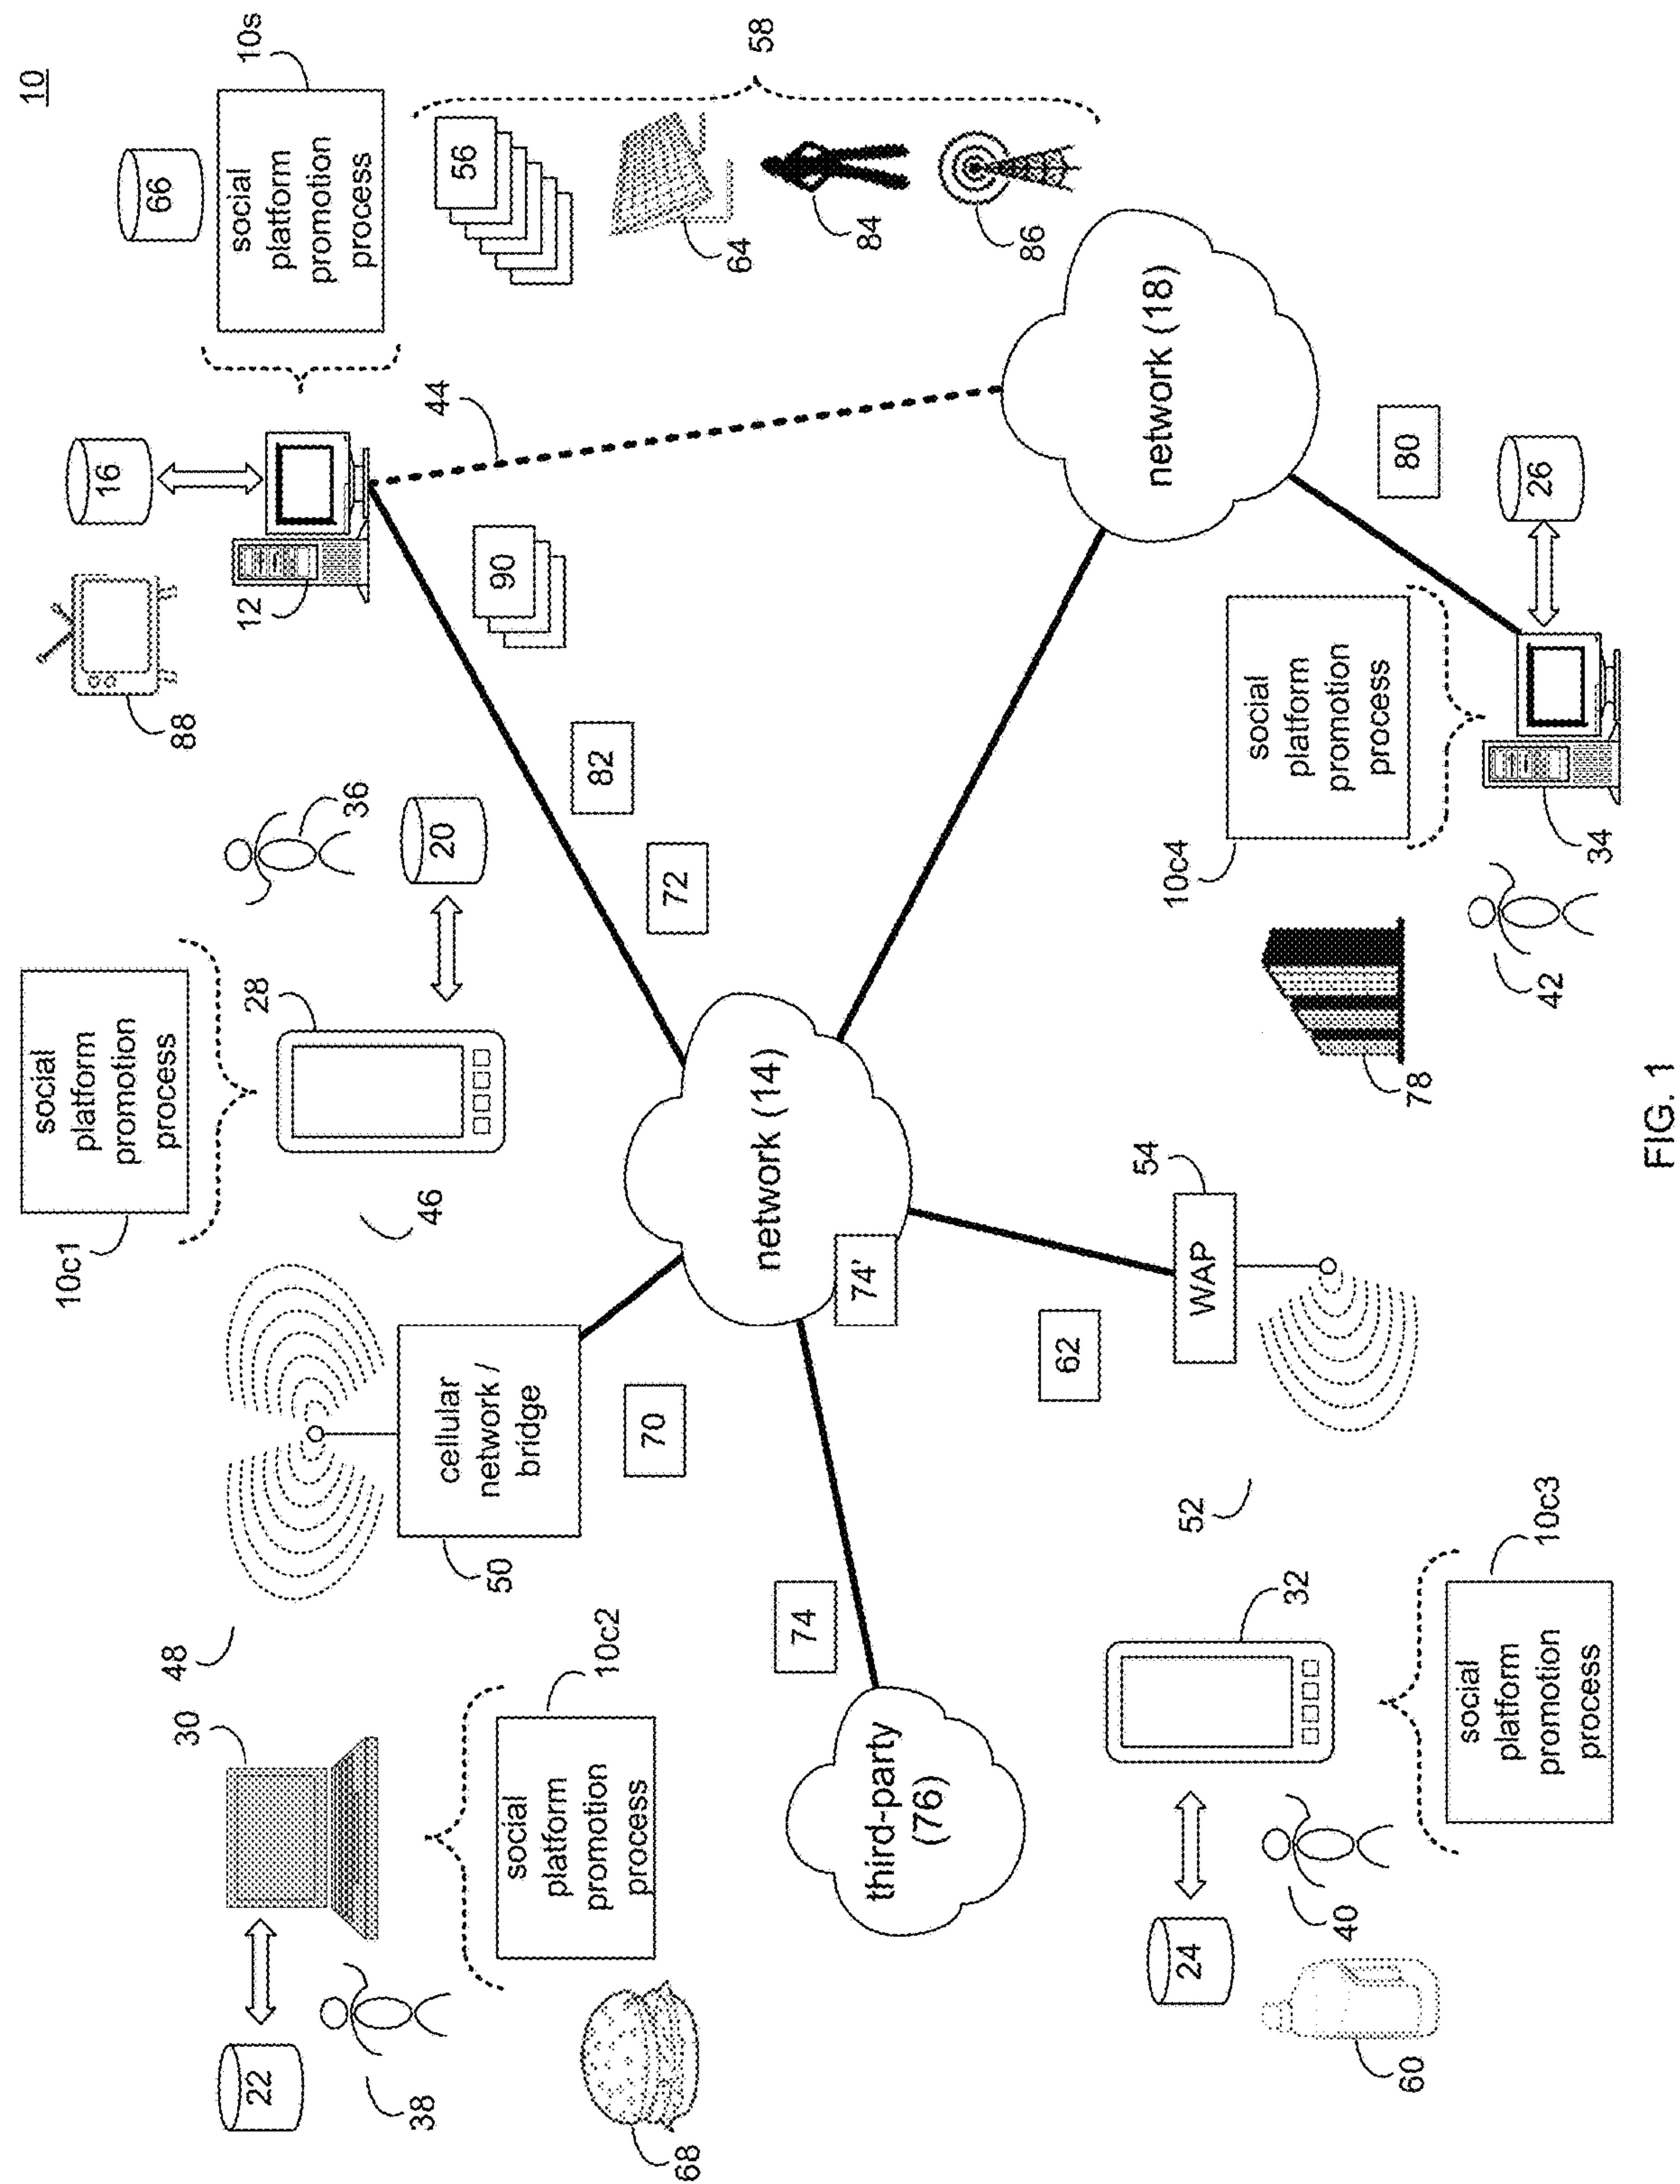 10
48
30
22
38
68
social
platform
promotion
process
10c2
50
cellular
network /
bridge
70
10c1
social
platform
promotion
process
46
28
36
20
88
16
12
66
social
platform
promotion
process
10s
44
90
82
72
56
64
84
86
58
network (14)
74'
74
third-party
(76)
network (18)
62
54
WAP
52
32
24
40
60
social
platform
promotion
process
10c3
80
26
10c4
social
platform
promotion
process
78
42
34
FIG. 1